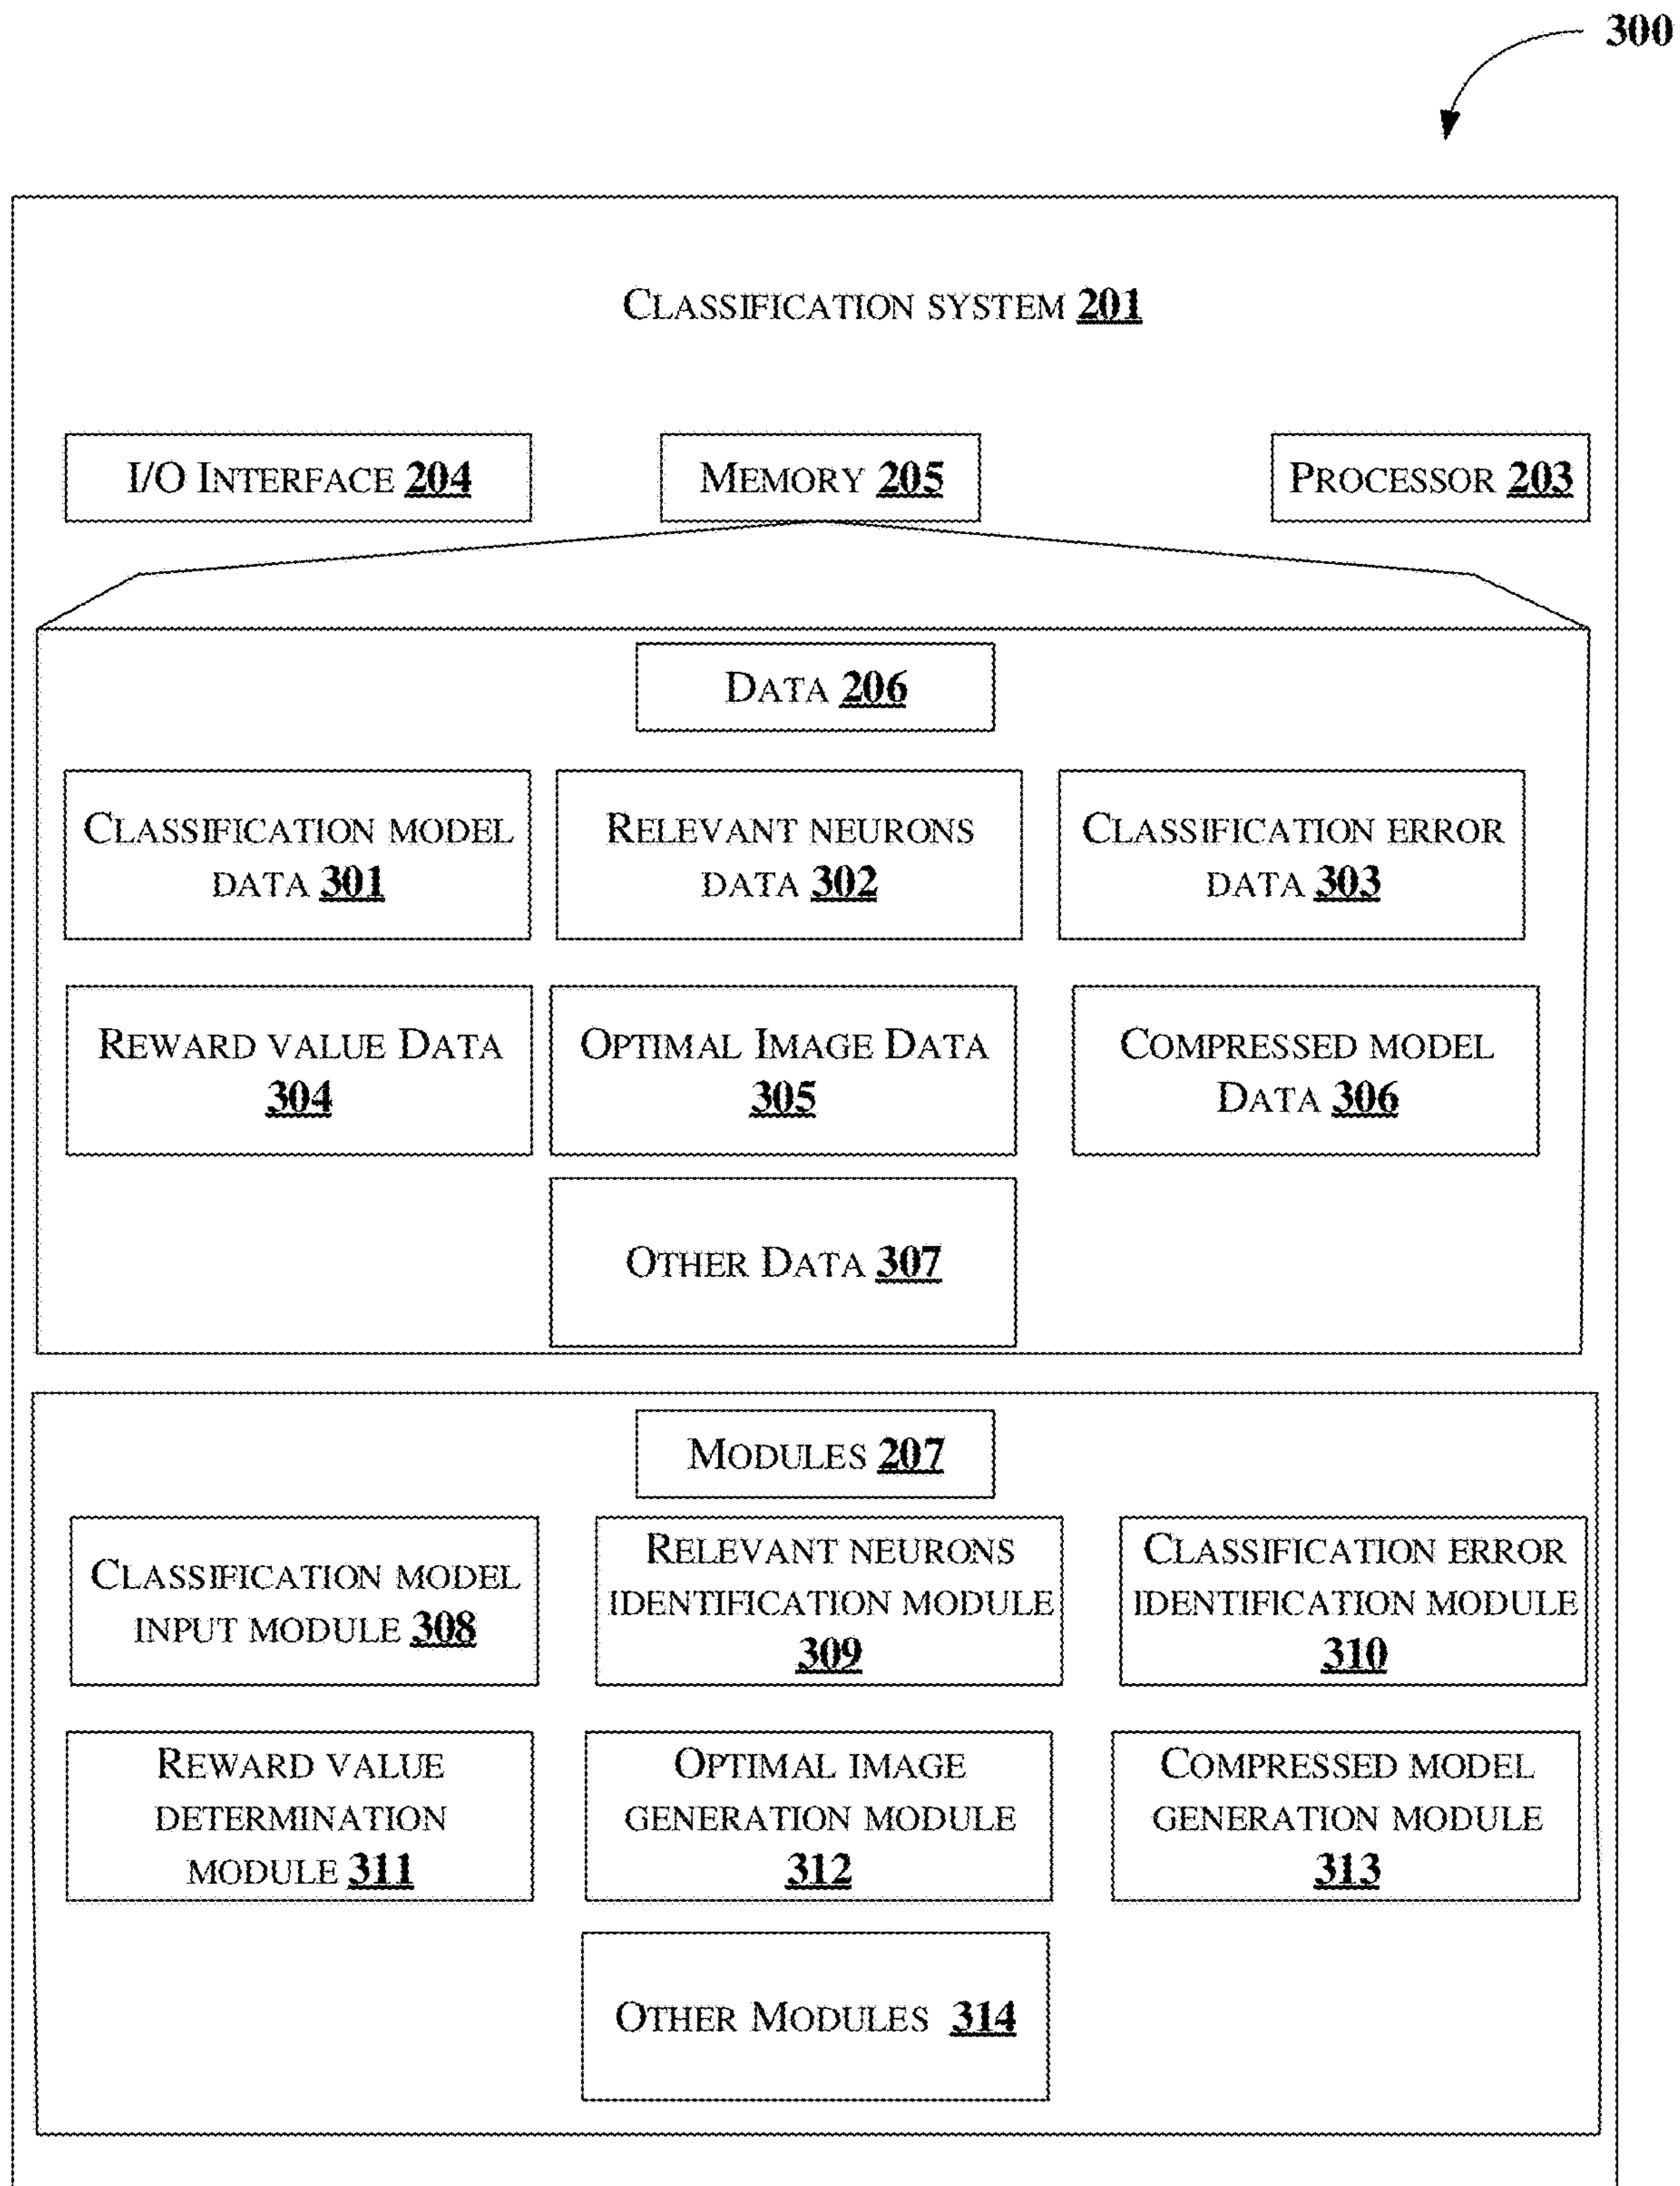 300
CLASSIFICATION SYSTEM 201
I/O INTERFACE 204
MEMORY 205
PROCESSOR 203
DATA 206
CLASSIFICATION MODEL
DATA 301
RELEVANT NEURONS
DATA 302
CLASSIFICATION ERROR
DATA 303
REWARD VALUE DATA
304
OPTIMAL IMAGE DATA
305
COMPRESSED MODEL
DATA 306
OTHER DATA 307
MODULES 207
CLASSIFICATION MODEL
INPUT MODULE 308
RELEVANT NEURONS
IDENTIFICATION MODULE
309
CLASSIFICATION ERROR
IDENTIFICATION MODULE
310
REWARD VALUE
DETERMINATION
MODULE 311
OPTIMAL IMAGE
GENERATION MODULE
312
COMPRESSED MODEL
GENERATION MODULE
313
OTHER MODULES 314